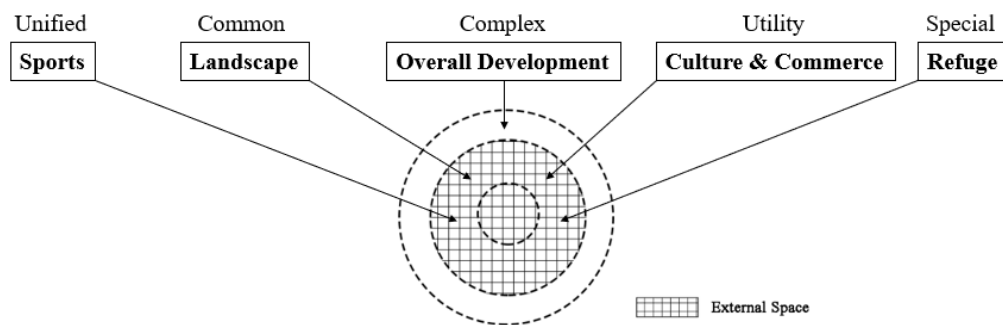 Unified Common Complex Utility Special
Sports Landscape Overall Development Culture & Commerce Refuge
External Space